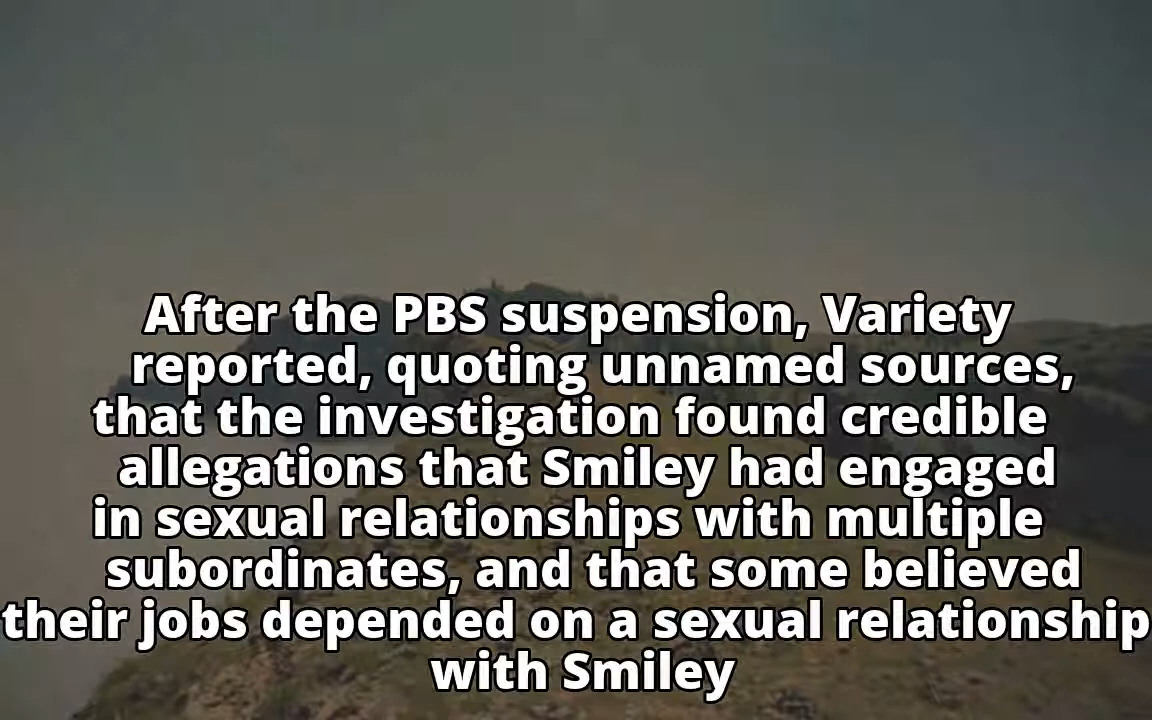 After the PBS suspension, Variety
reported, quoting unnamed sources,
that the investigation found credible
allegations that Smiley had engaged
in sexual relationships with multiple
subordinates, and that some believed
their jobs depended on a sexual relationship
with Smiley